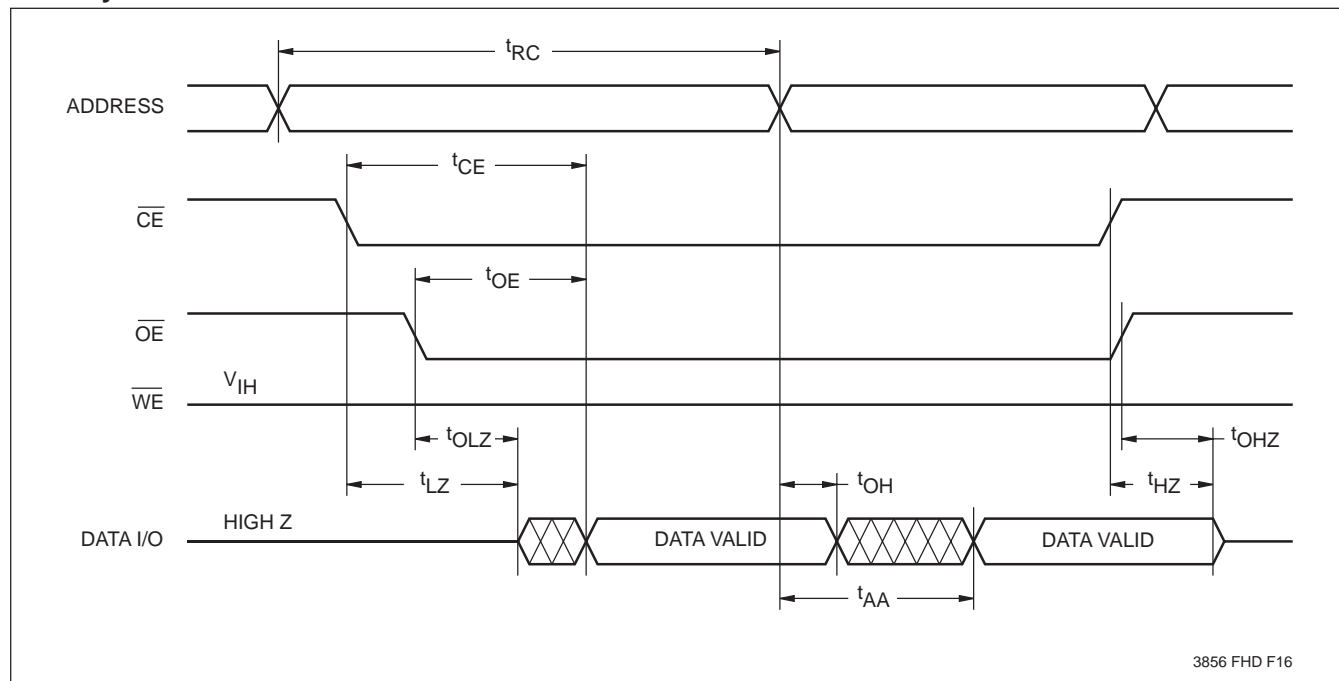 tRC
ADDRESS
tCE
CE
tOE
OE
VIH
WE
tOLZ
tOHZ
tLZ
tOH
tHZ
HIGH Z
DATA I/O
DATA VALID
DATA VALID
tAA
3856 FHD F16